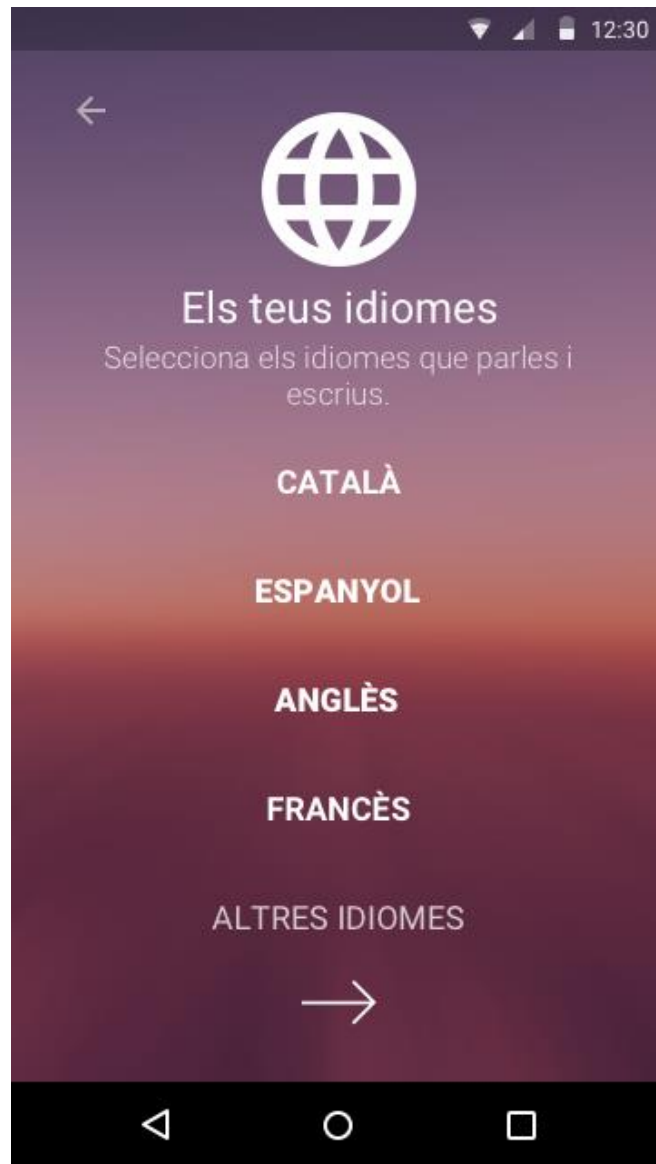 12:30
Els teus idiomes
Selecciona els idiomes que parles i
escrius.
CATALÀ
ESPANYOL
ANGLÈS
FRANCÈS
ALTRES IDIOMES